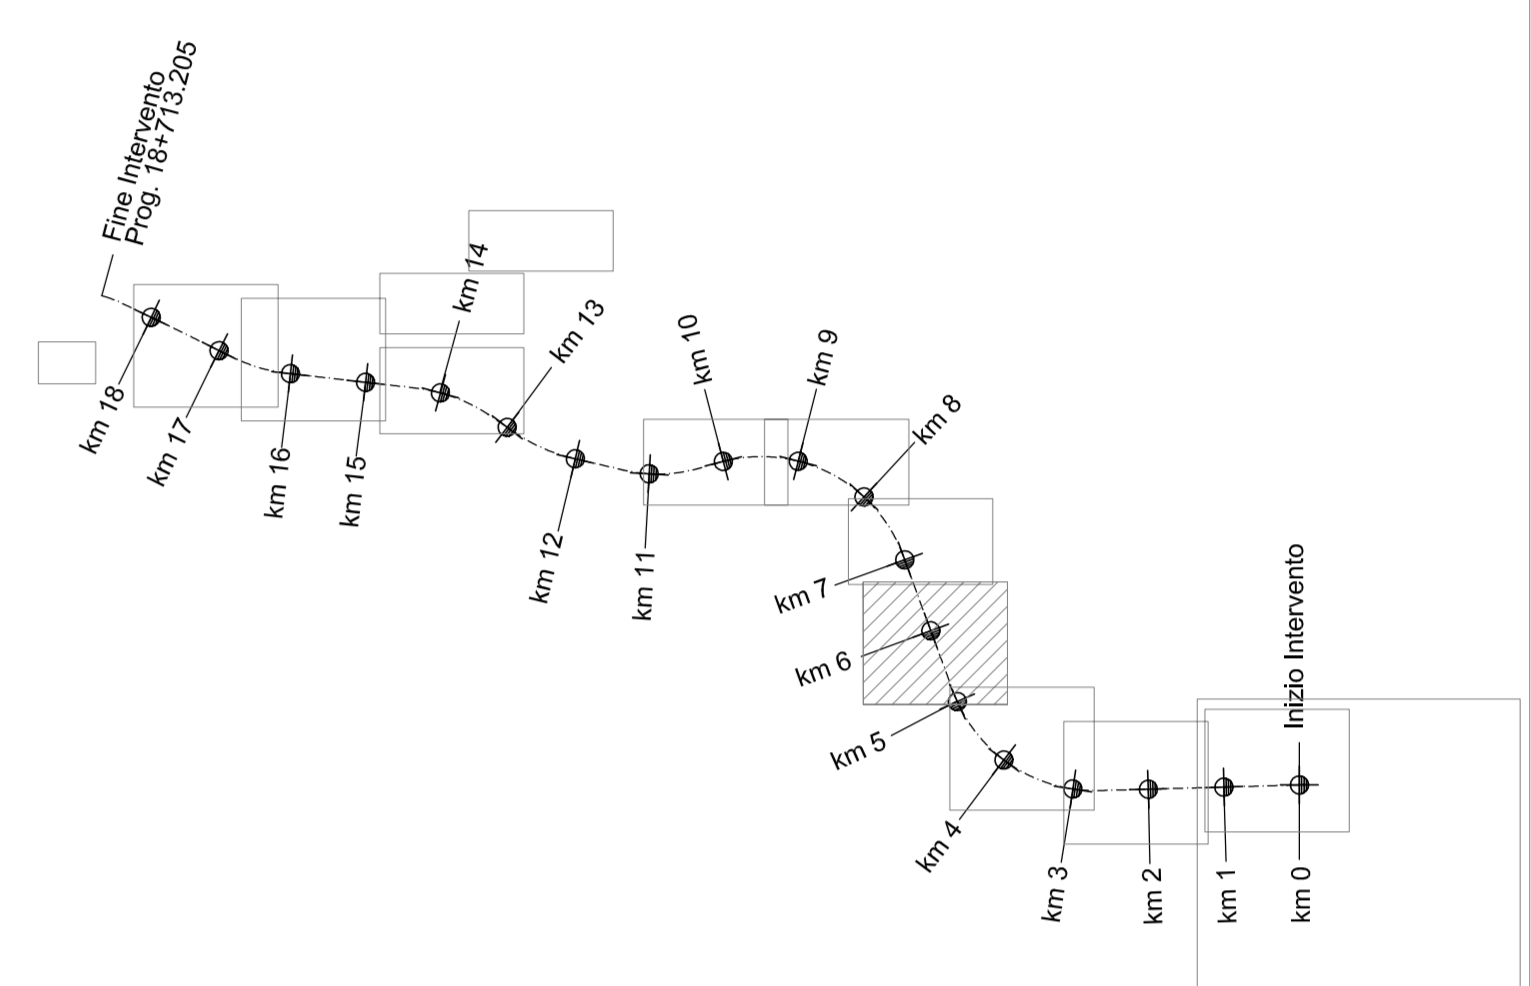 Fine Intervento
Prog. 18+713.205
km 18
km 17
km 16
km 15
km 14
km 13
km 12
km 11
km 10
km 9
km 8
km 7
km 6
km 5
km 4
km 3
km 2
km 1
km 0
Inizio Intervento